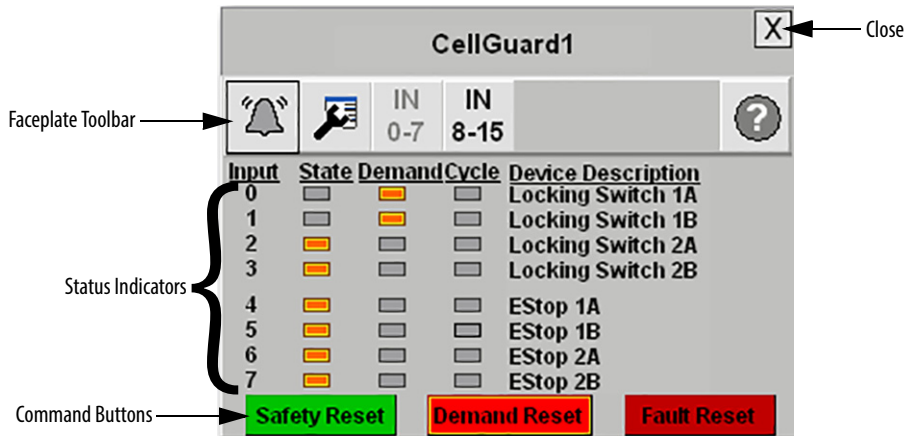 CellGuard1
X
Close
Faceplate Toolbar
IN 0-7
IN 8-15
?
Input State Demand Cycle Device Description
0 Locking Switch 1A
1 Locking Switch 1B
2 Locking Switch 2A
3 Locking Switch 2B
Status Indicators
4 EStop 1A
5 EStop 1B
6 EStop 2A
7 EStop 2B
Command Buttons
Safety Reset Demand Reset Fault Reset